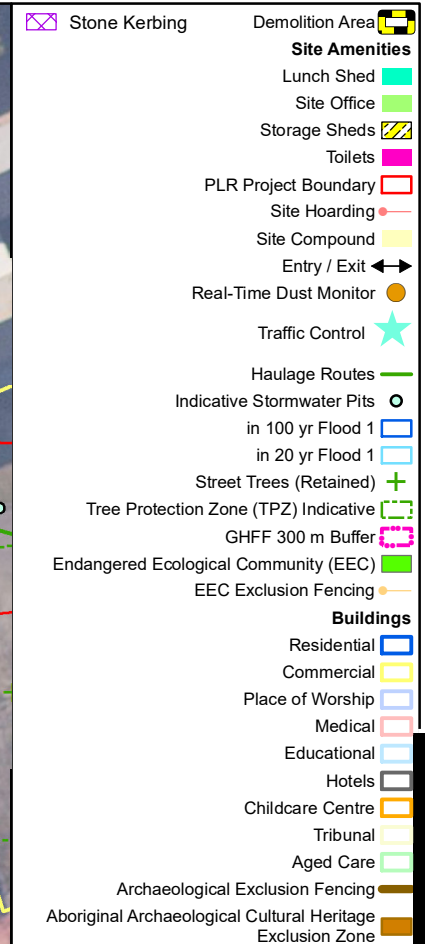 Stone Kerbing
Demolition Area
Site Amenities
Lunch Shed
Site Office
Storage Sheds
Toilets
PLR Project Boundary
Site Hoarding
Site Compound
Entry / Exit
Real-Time Dust Monitor
Traffic Control
Haulage Routes
Indicative Stormwater Pits
in 100 yr Flood 1
in 20 yr Flood 1
Street Trees (Retained)
Tree Protection Zone (TPZ) Indicative
GHFF 300 m Buffer
Endangered Ecological Community (EEC)
EEC Exclusion Fencing
Buildings
Residential
Commercial
Place of Worship
Medical
Educational
Hotels
Childcare Centre
Tribunal
Aged Care
Archaeological Exclusion Fencing
Aboriginal Archaeological Cultural Heritage
Exclusion Zone